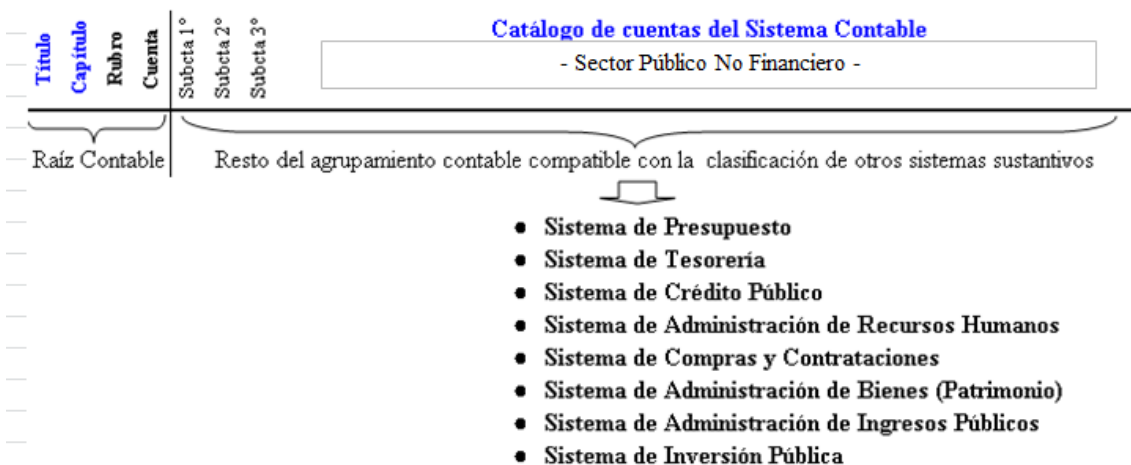 Título
Capítulo
Rubro
Cuenta
Subcta 1°
Subcta 2°
Subcta 3°
Catálogo de cuentas del Sistema Contable
- Sector Público No Financiero -
Raíz Contable
Resto del agrupamiento contable compatible con la clasificación de otros sistemas sustantivos
● Sistema de Presupuesto
● Sistema de Tesorería
● Sistema de Crédito Público
● Sistema de Administración de Recursos Humanos
● Sistema de Compras y Contrataciones
● Sistema de Administración de Bienes (Patrimonio)
● Sistema de Administración de Ingresos Públicos
● Sistema de Inversión Pública